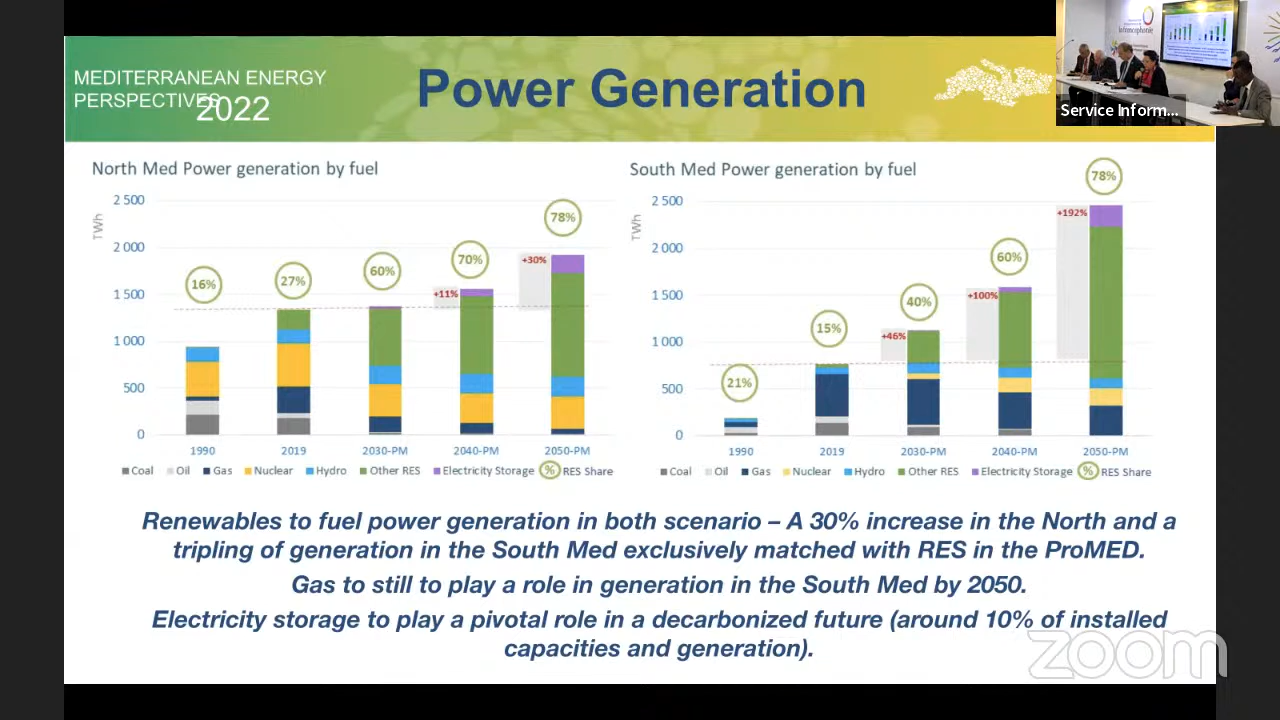 MEDITERRANEAN ENERGY
PERSPECTIVES
2022
Power Generation
Service Inform...
North Med Power generation by fuel
TWh
2 500
2 000
1 500
1 000
500
0
16%
27%
60%
70%
78%
+11%
+30%
1990
2019
2030-PM
2040-PM
2050-PM
Coal Oil Gas Nuclear Hydro Other RES Electricity Storage % RES Share
South Med Power generation by fuel
TWh
2 500
2 000
1 500
1 000
500
0
21%
15%
40%
60%
78%
+46%
+100%
+192%
1990
2019
2030-PM
2040-PM
2050-PM
Coal Oil Gas Nuclear Hydro Other RES Electricity Storage % RES Share
Renewables to fuel power generation in both scenario – A 30% increase in the North and a
tripling of generation in the South Med exclusively matched with RES in the ProMED.
Gas to still to play a role in generation in the South Med by 2050.
Electricity storage to play a pivotal role in a decarbonized future (around 10% of installed
capacities and generation).
zoom